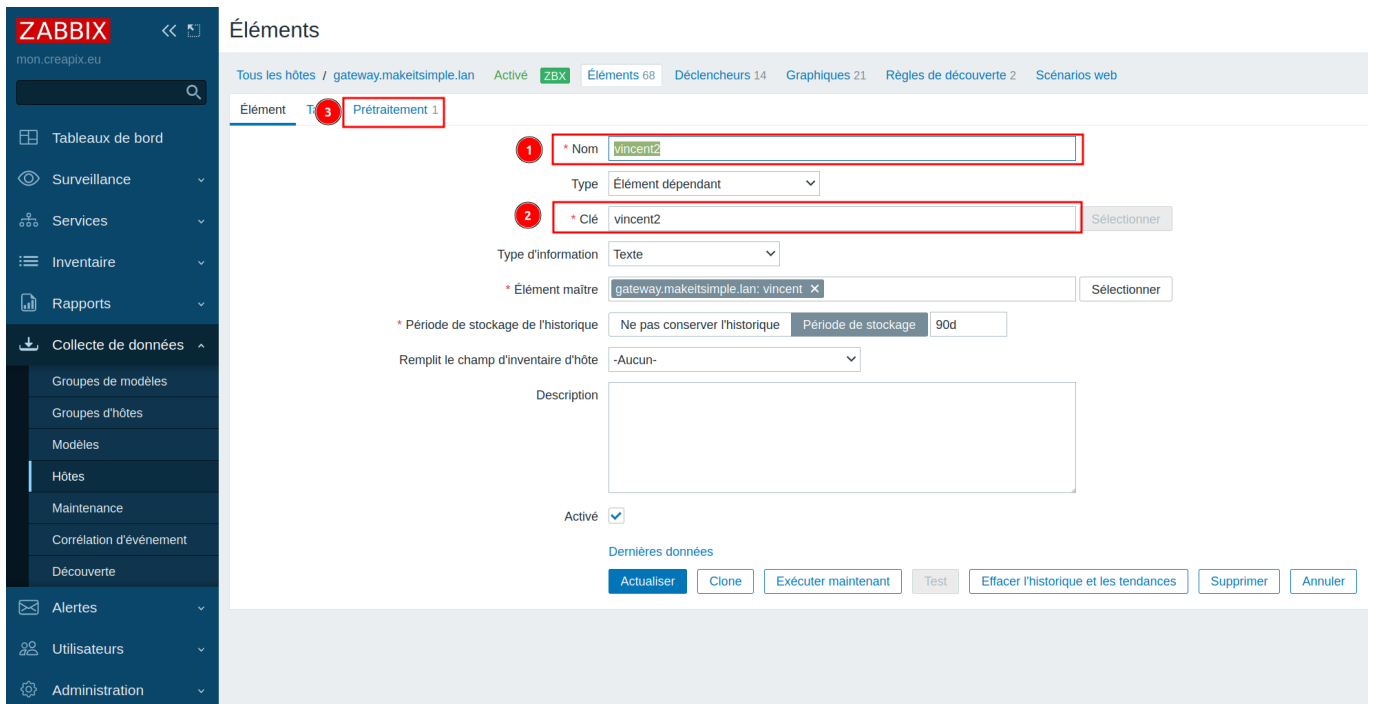 ZABBIX
mon.creapix.eu
Tableaux de bord
Surveillance
Services
Inventaire
Rapports
Collecte de données
Groupes de modèles
Groupes d'hôtes
Modèles
Hôtes
Maintenance
Corrélation d'événement
Découverte
Alertes
Utilisateurs
Administration
Éléments
Tous les hôtes / gateway.makeitsimple.lan Activé ZBX Éléments 68 Déclencheurs 14 Graphiques 21 Règles de découverte 2 Scénarios web
Élément 3 Prétraitement 1
1 * Nom vincent2
Type Élément dépendant
2 * Clé vincent2 Sélectionner
Type d'information Texte
* Élément maître gateway.makeitsimple.lan: vincent Sélectionner
* Période de stockage de l'historique Ne pas conserver l'historique Période de stockage 90d
Remplit le champ d'inventaire d'hôte -Aucun-
Description
Activé
Dernières données
Actualiser Clone Exécuter maintenant Test Effacer l'historique et les tendances Supprimer Annuler